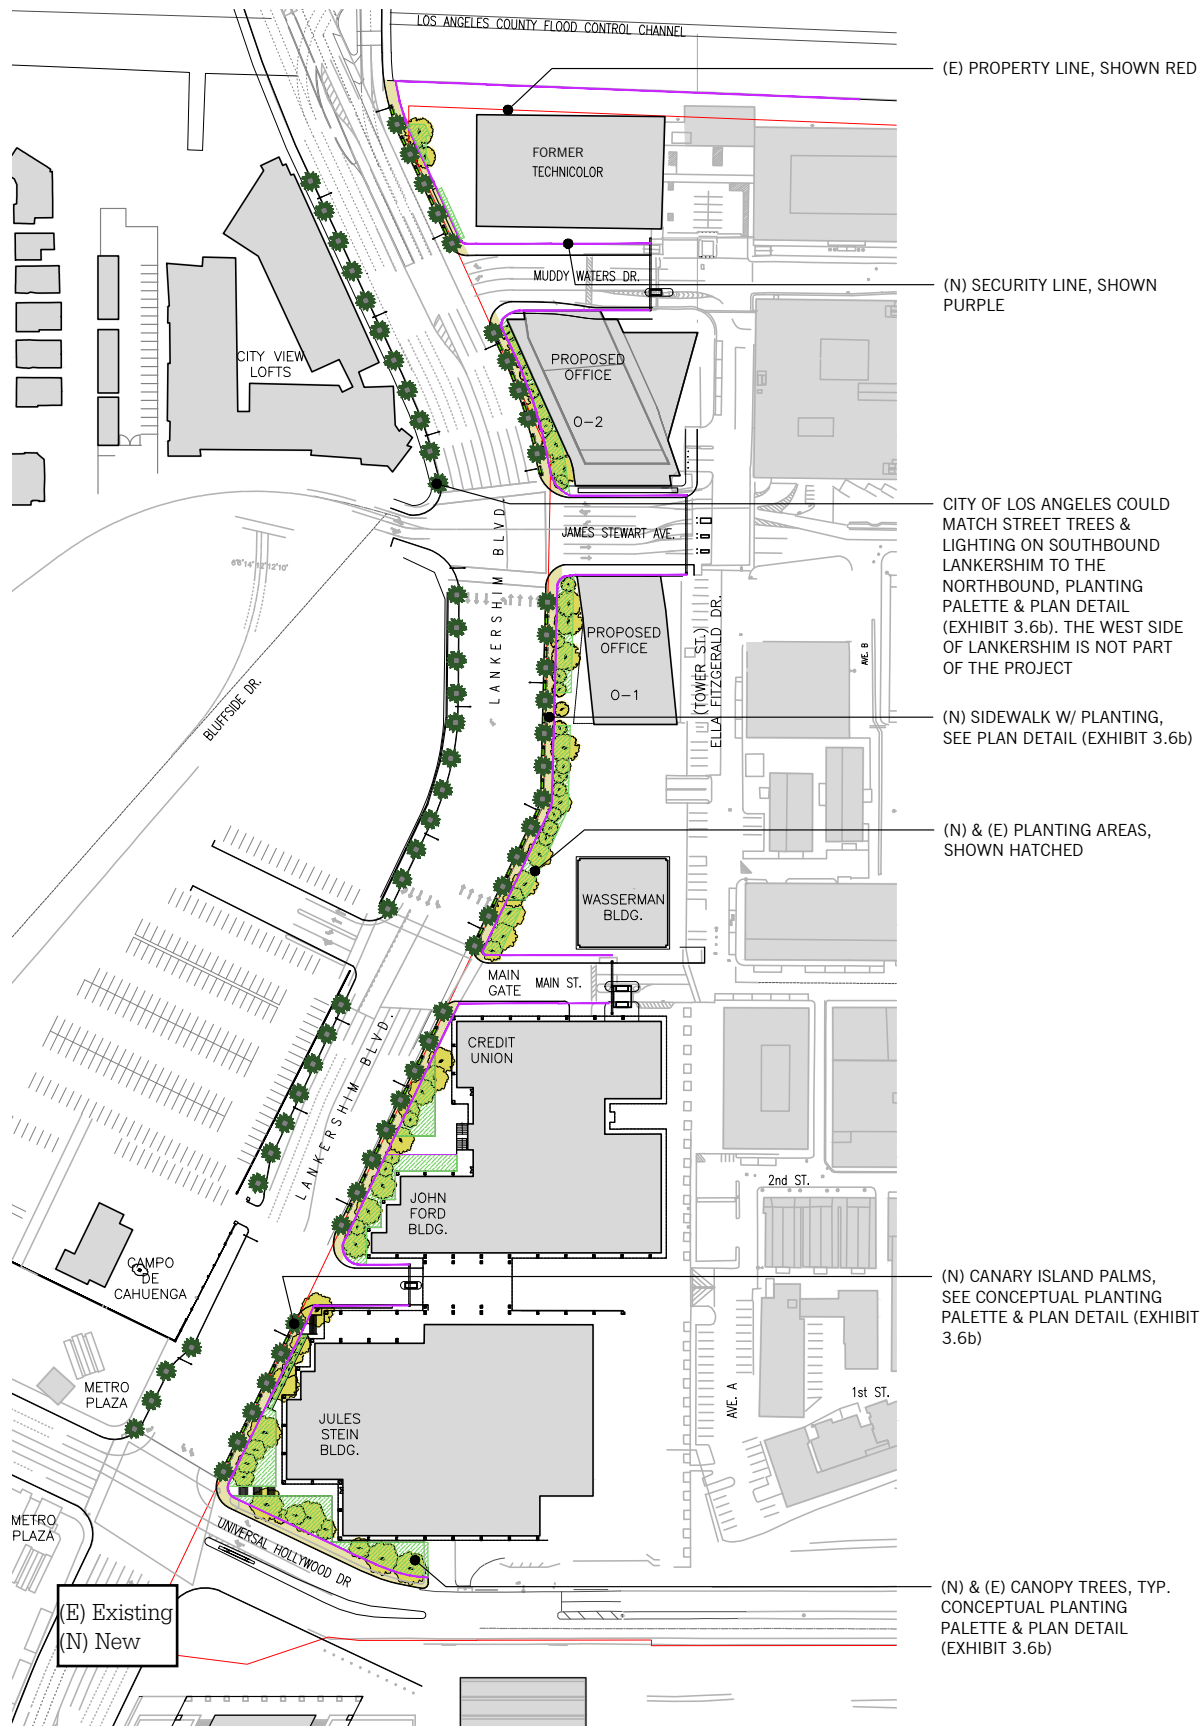 LOS ANGELES COUNTY FLOOD CONTROL CHANNEL
(E) PROPERTY LINE, SHOWN RED
FORMER
TECHNICOLOR
MUDDY WATERS DR.
(N) SECURITY LINE, SHOWN
PURPLE
CITY VIEW
LOFTS
PROPOSED
OFFICE
O-2
CITY OF LOS ANGELES COULD
MATCH STREET TREES &
LIGHTING ON SOUTHBOUND
LANKERSHIM TO THE
NORTHBOUND, PLANTING
PALETTE & PLAN DETAIL
(EXHIBIT 3.6b). THE WEST SIDE
OF LANKERSHIM IS NOT PART
OF THE PROJECT
JAMES STEWART AVE.
LANKERSHIM BLVD.
PROPOSED
OFFICE
O-1
(TOWER ST.)
ELLA FITZGERALD DR.
AVE. B
BLUFFSIDE DR.
(N) SIDEWALK W/ PLANTING,
SEE PLAN DETAIL (EXHIBIT 3.6b)
(N) & (E) PLANTING AREAS,
SHOWN HATCHED
WASSERMAN
BLDG.
MAIN
GATE
MAIN ST.
LANKERSHIM BLVD.
CREDIT
UNION
2nd ST.
JOHN
FORD
BLDG.
CAMPO
DE
CAHUENGA
(N) CANARY ISLAND PALMS,
SEE CONCEPTUAL PLANTING
PALETTE & PLAN DETAIL (EXHIBIT
3.6b)
METRO
PLAZA
AVE. A
1st ST.
JULES
STEIN
BLDG.
METRO
PLAZA
UNIVERSAL HOLLYWOOD DR
(N) & (E) CANOPY TREES, TYP.
CONCEPTUAL PLANTING
PALETTE & PLAN DETAIL
(EXHIBIT 3.6b)
(E) Existing
(N) New